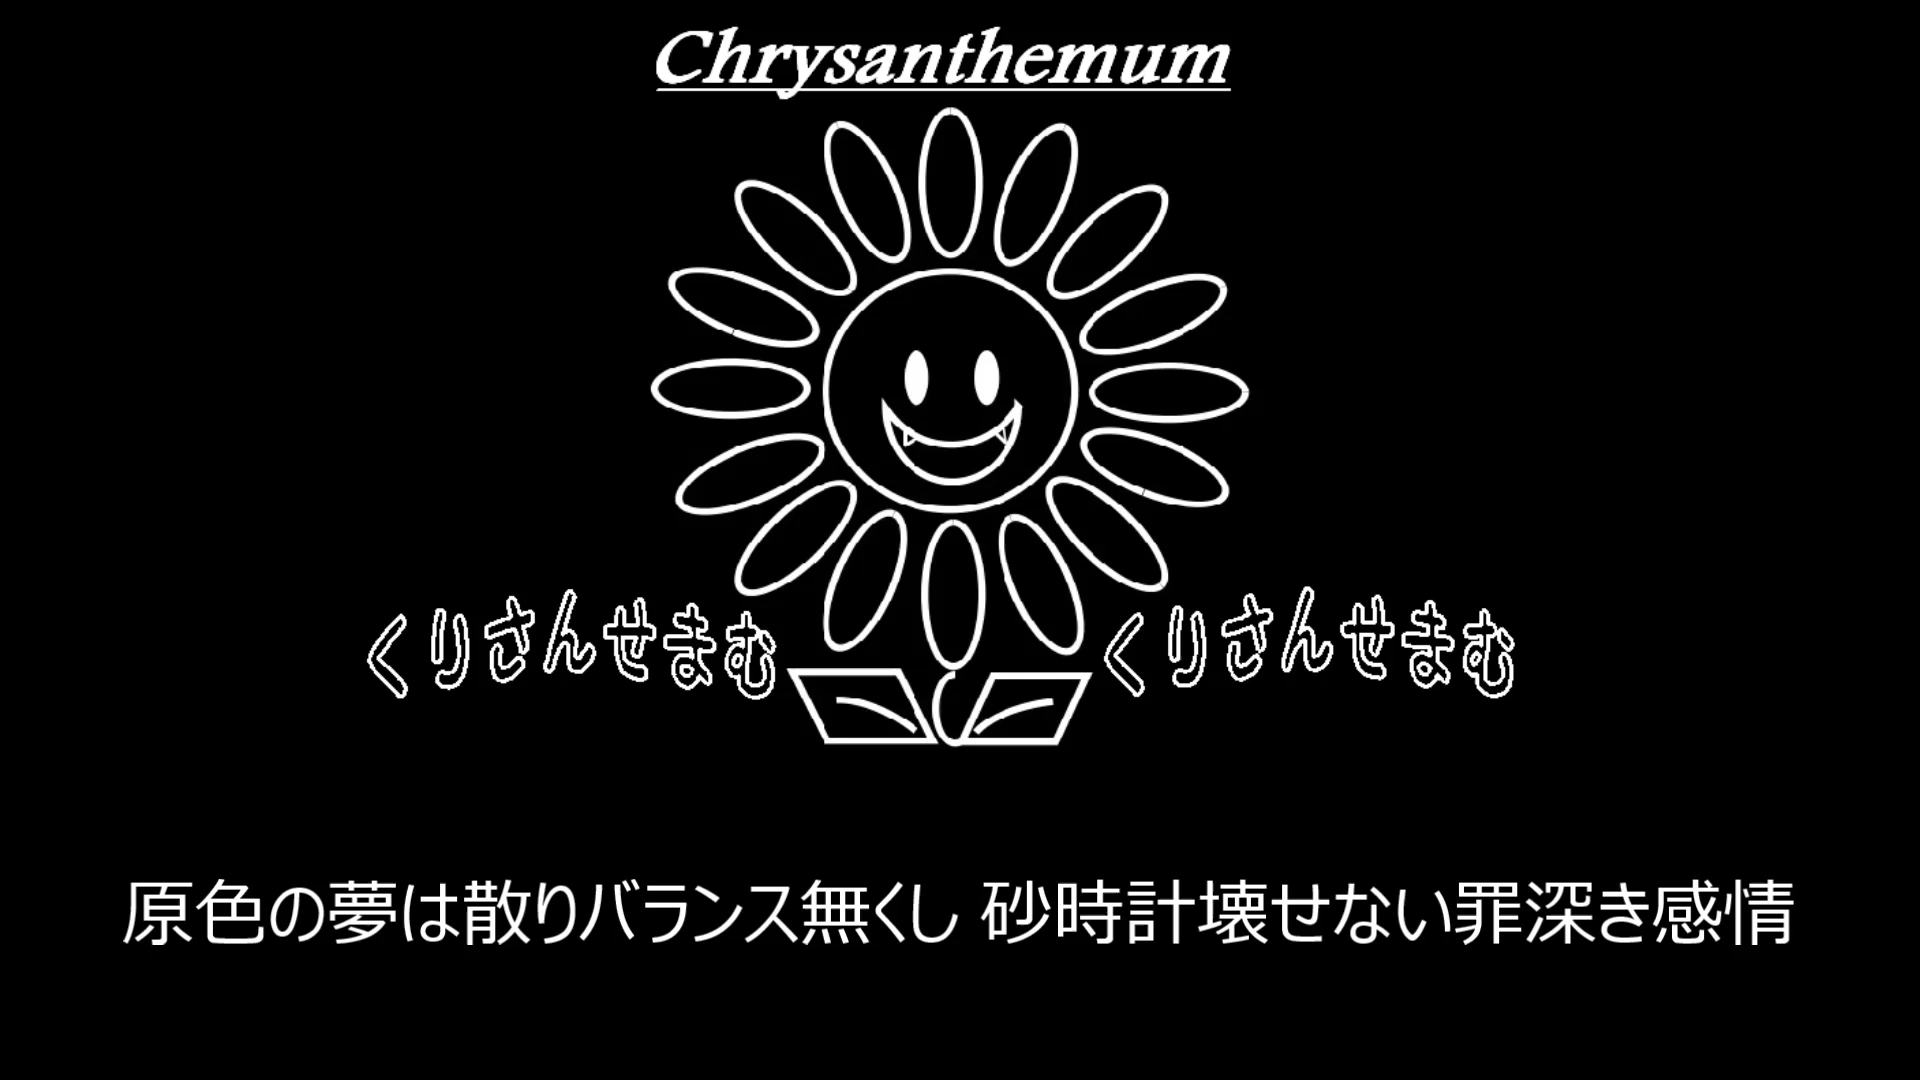 Chrysanthemum
くりさんせまむ くりさんせまむ
原色の夢は散りバランス無くし 砂時計壊せない罪深き感情